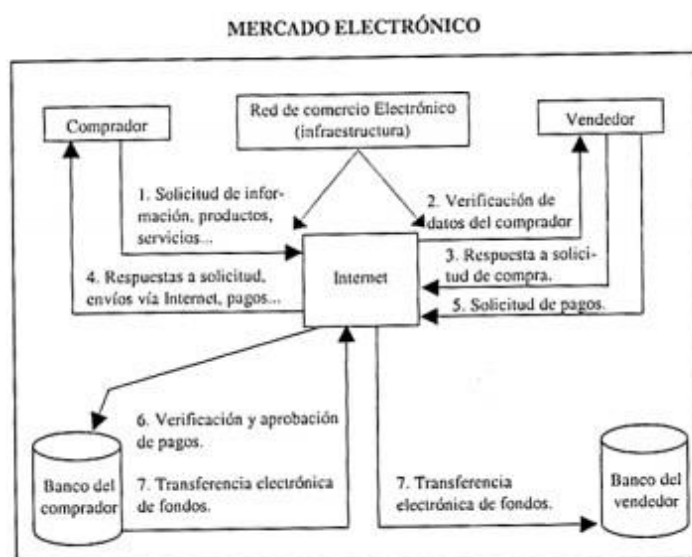 MERCADO ELECTRÓNICO
Comprador
Red de comercio Electrónico
(infraestructura)
Vendedor
1. Solicitud de infor-
mación, productos,
servicios...
2. Verificación de
datos del comprador
3. Respuesta a solici-
tud de compra.
4. Respuestas a solicitud,
envíos vía Internet, pagos...
Internet
5. Solicitud de pagos.
6. Verificación y aprobación
de pagos.
Banco del
comprador
7. Transferencia electrónica
de fondos.
7. Transferencia
electrónica de fondos.
Banco del
vendedor